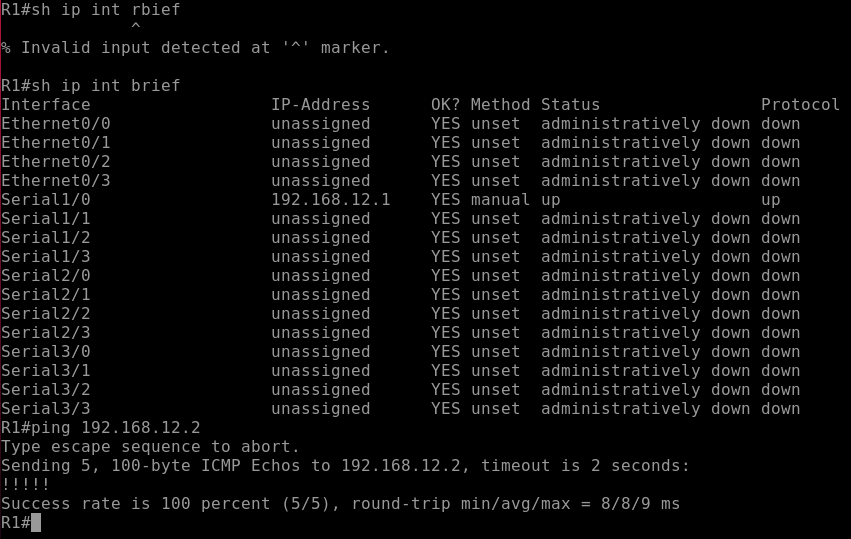 R1#sh ip int rbief
             ^
% Invalid input detected at '^' marker.

R1#sh ip int brief
Interface                  IP-Address      OK? Method Status                Protocol
Ethernet0/0                unassigned      YES unset  administratively down down
Ethernet0/1                unassigned      YES unset  administratively down down
Ethernet0/2                unassigned      YES unset  administratively down down
Ethernet0/3                unassigned      YES unset  administratively down down
Serial1/0                  192.168.12.1    YES manual up                    up
Serial1/1                  unassigned      YES unset  administratively down down
Serial1/2                  unassigned      YES unset  administratively down down
Serial1/3                  unassigned      YES unset  administratively down down
Serial2/0                  unassigned      YES unset  administratively down down
Serial2/1                  unassigned      YES unset  administratively down down
Serial2/2                  unassigned      YES unset  administratively down down
Serial2/3                  unassigned      YES unset  administratively down down
Serial3/0                  unassigned      YES unset  administratively down down
Serial3/1                  unassigned      YES unset  administratively down down
Serial3/2                  unassigned      YES unset  administratively down down
Serial3/3                  unassigned      YES unset  administratively down down
R1#ping 192.168.12.2
Type escape sequence to abort.
Sending 5, 100-byte ICMP Echos to 192.168.12.2, timeout is 2 seconds:
!!!!!
Success rate is 100 percent (5/5), round-trip min/avg/max = 8/8/9 ms
R1#